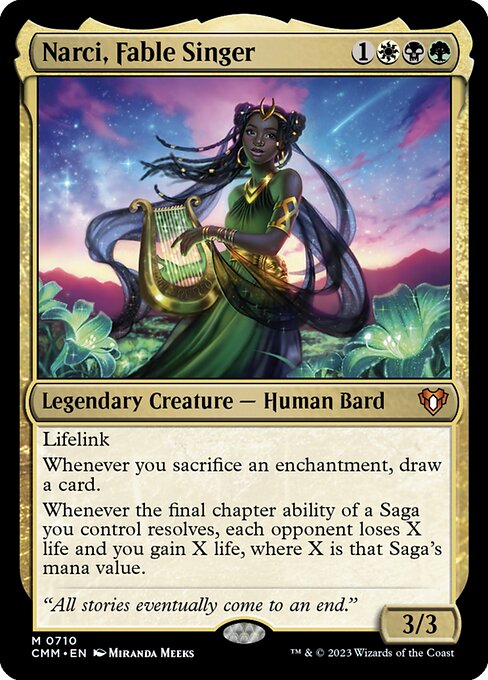 Narci, Fable Singer 1
Legendary Creature — Human Bard
Lifelink
Whenever you sacrifice an enchantment, draw
a card.
Whenever the final chapter ability of a Saga
you control resolves, each opponent loses X
life and you gain X life, where X is that Saga's
mana value.
“All stories eventually come to an end.”
3/3
M 0710
CMM • EN Miranda Meeks
™ & © 2023 Wizards of the Coast